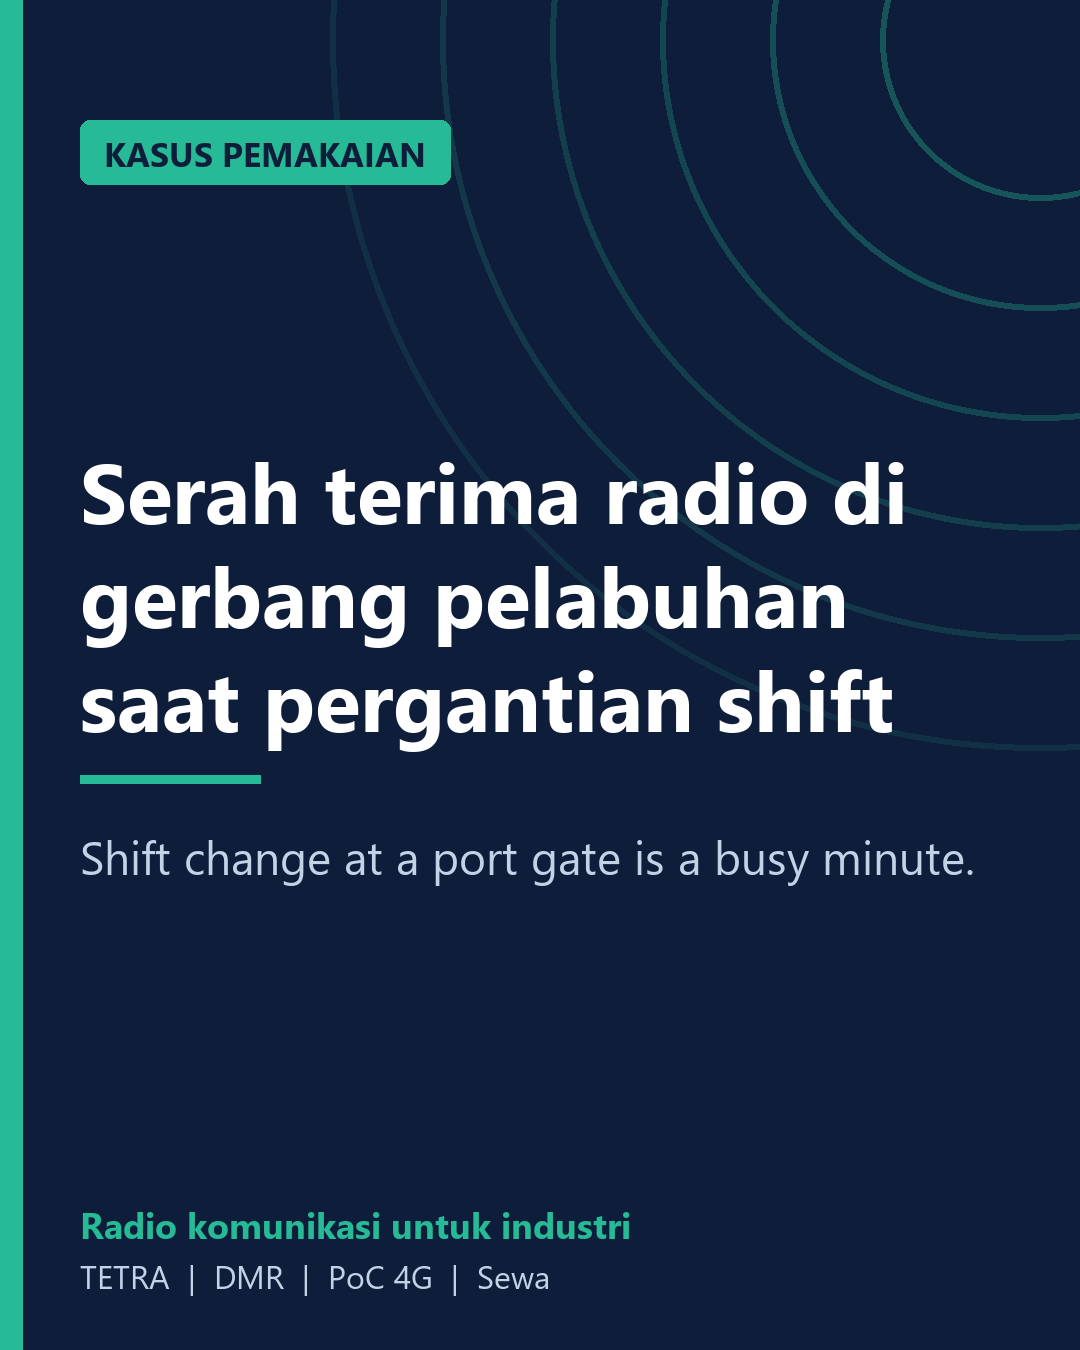 KASUS PEMAKAIAN
Serah terima radio di
gerbang pelabuhan
saat pergantian shift
Shift change at a port gate is a busy minute.
Radio komunikasi untuk industri
TETRA | DMR | PoC 4G | Sewa